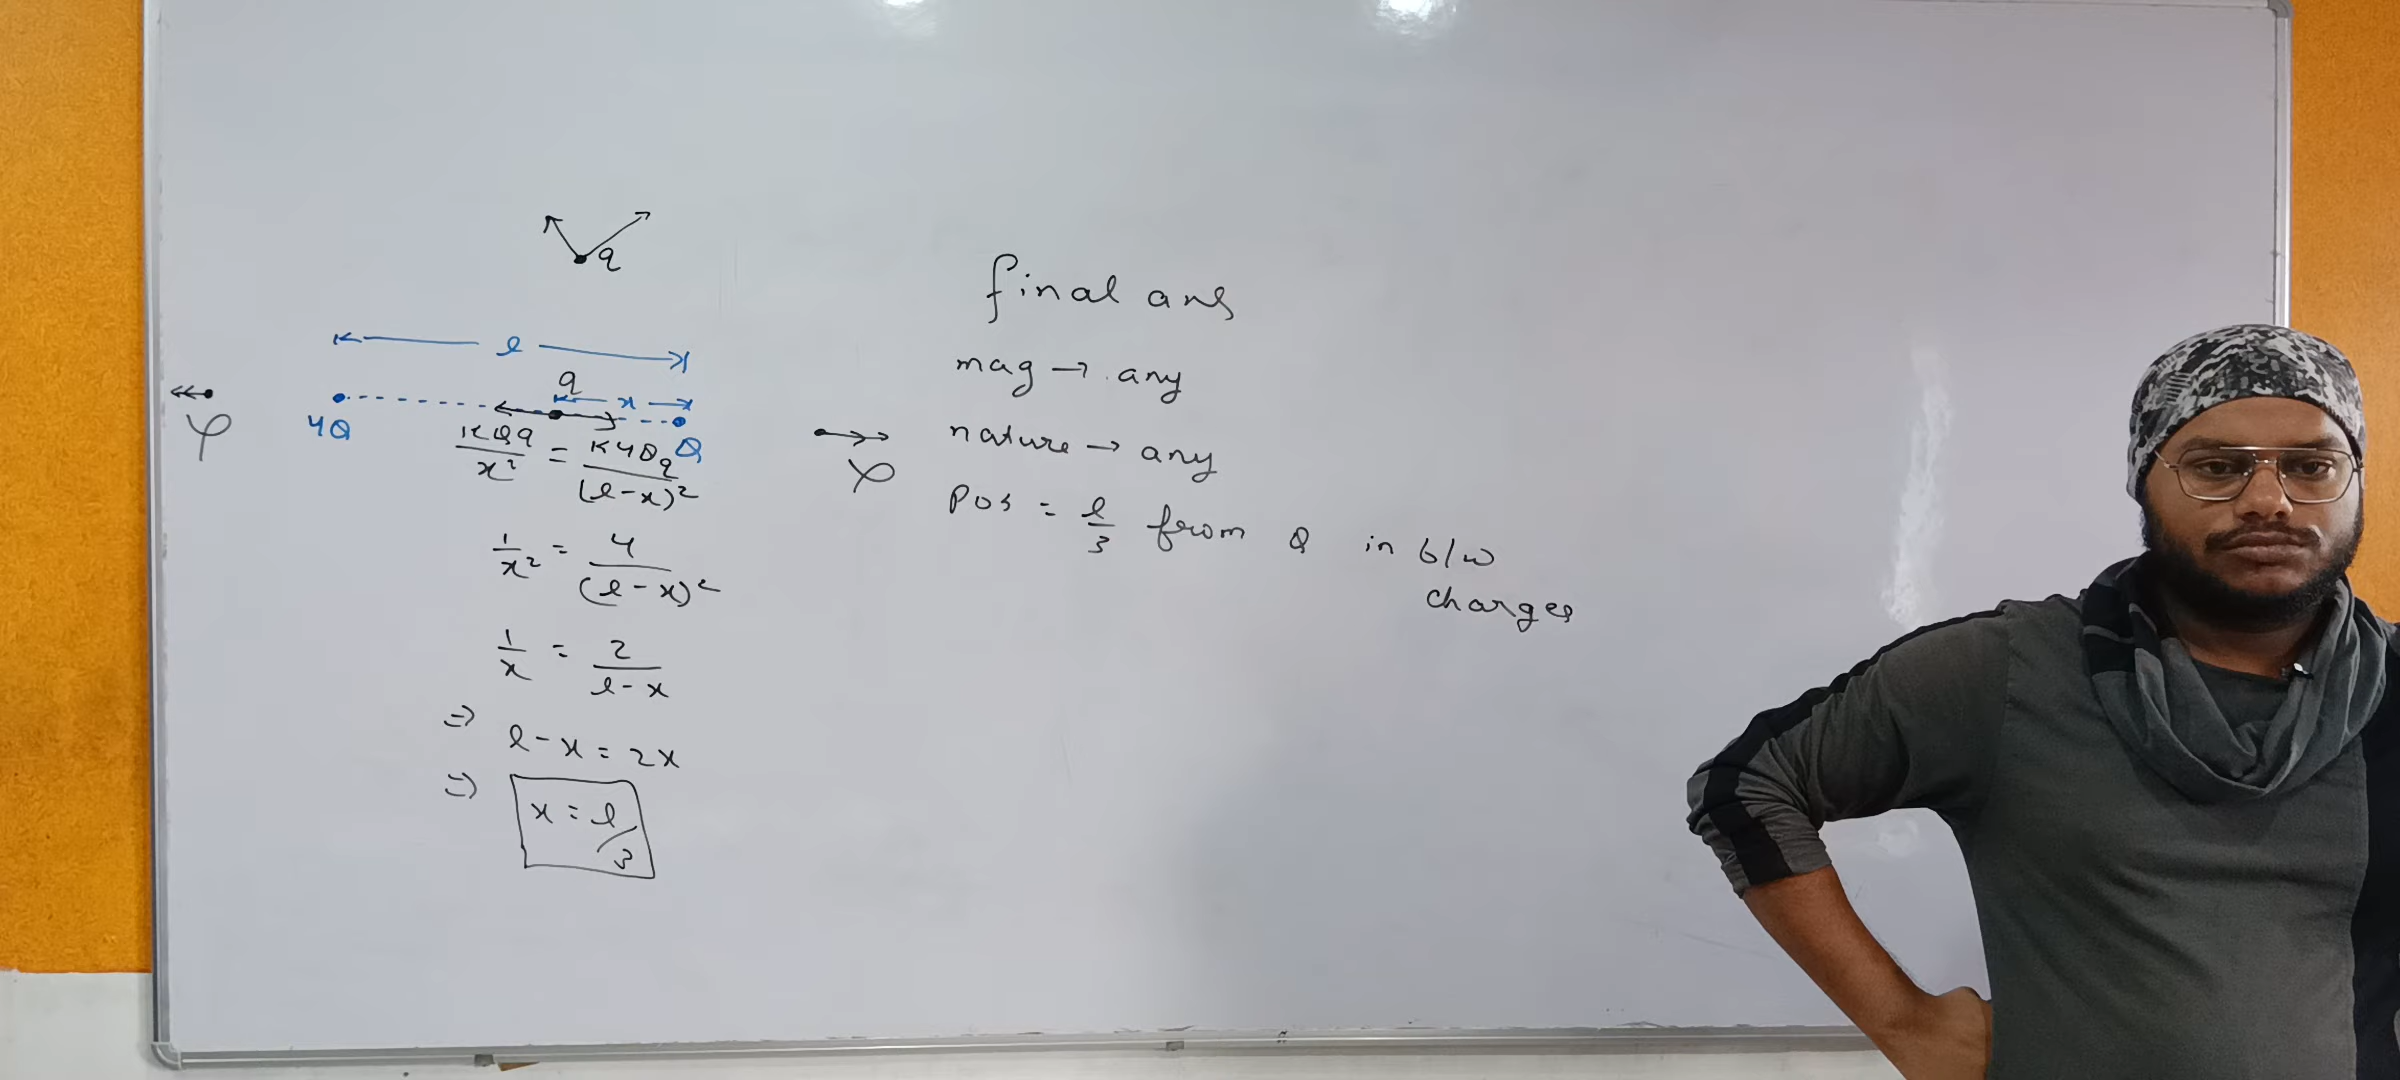 q
l
q
x
4Q
Q
KQq/x² = K4Qq/(l-x)²
1/x² = 4/(l-x)²
1/x = 2/(l-x)
⇒ l-x = 2x
⇒ x = l/3
final ans
mag → any
nature → any
Pos = l/3 from Q in b/w
charges